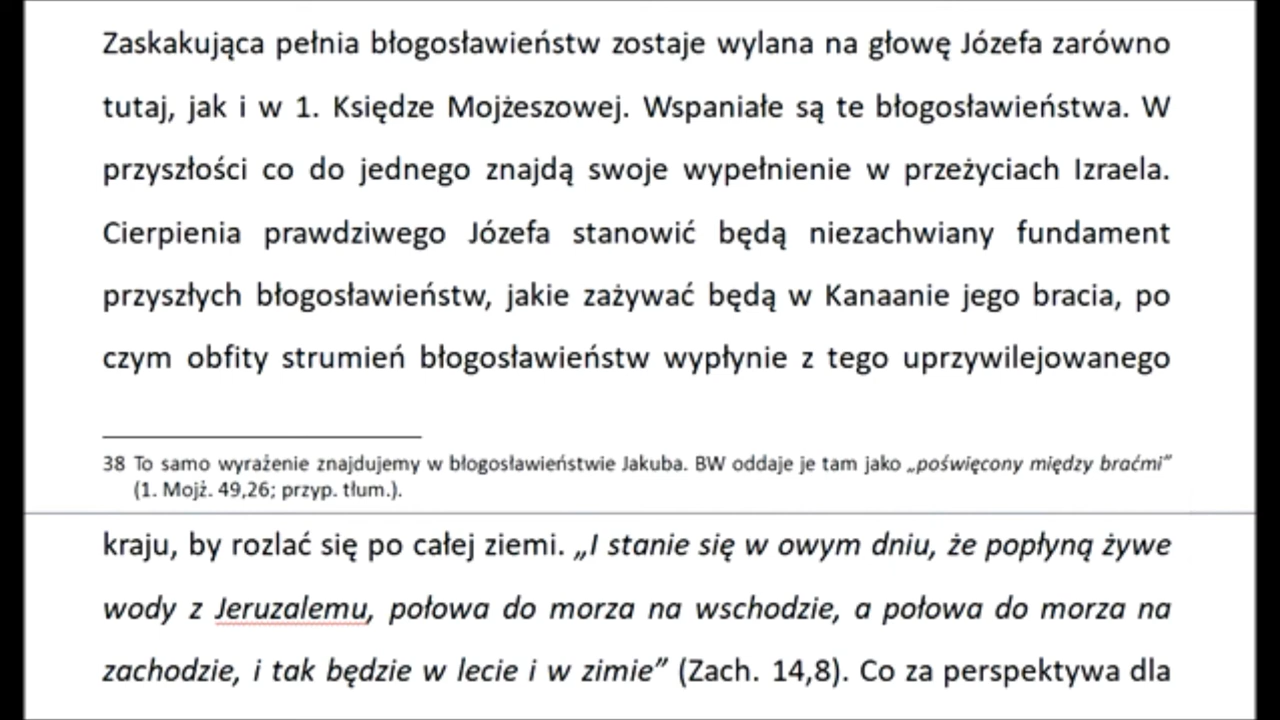 Zaskakująca pełnia błogosławieństw zostaje wylana na głowę Józefa zarówno
tutaj, jak i w 1. Księdze Mojżeszowej. Wspaniałe są te błogosławieństwa. W
przyszłości co do jednego znajdą swoje wypełnienie w przeżyciach Izraela.
Cierpienia prawdziwego Józefa stanowić będą niezachwiany fundament
przyszłych błogosławieństw, jakie zażywać będą w Kanaanie jego bracia, po
czym obfity strumień błogosławieństw wypłynie z tego uprzywilejowanego
38 To samo wyrażenie znajdujemy w błogosławieństwie Jakuba. BW oddaje je tam jako „poświęcony między braćmi”
(1. Mojż. 49,26; przyp. tłum.).
kraju, by rozlać się po całej ziemi. „I stanie się w owym dniu, że popłyną żywe
wody z Jeruzalemu, połowa do morza na wschodzie, a połowa do morza na
zachodzie, i tak będzie w lecie i w zimie” (Zach. 14,8). Co za perspektywa dla